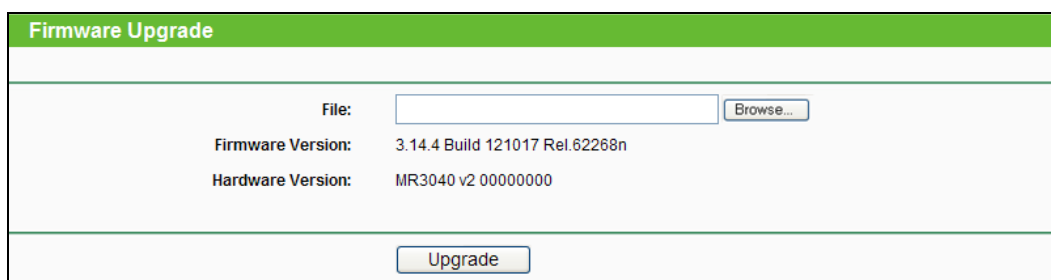 Firmware Upgrade
File: Browse...
Firmware Version: 3.14.4 Build 121017 Rel.62268n
Hardware Version: MR3040 v2 00000000
Upgrade